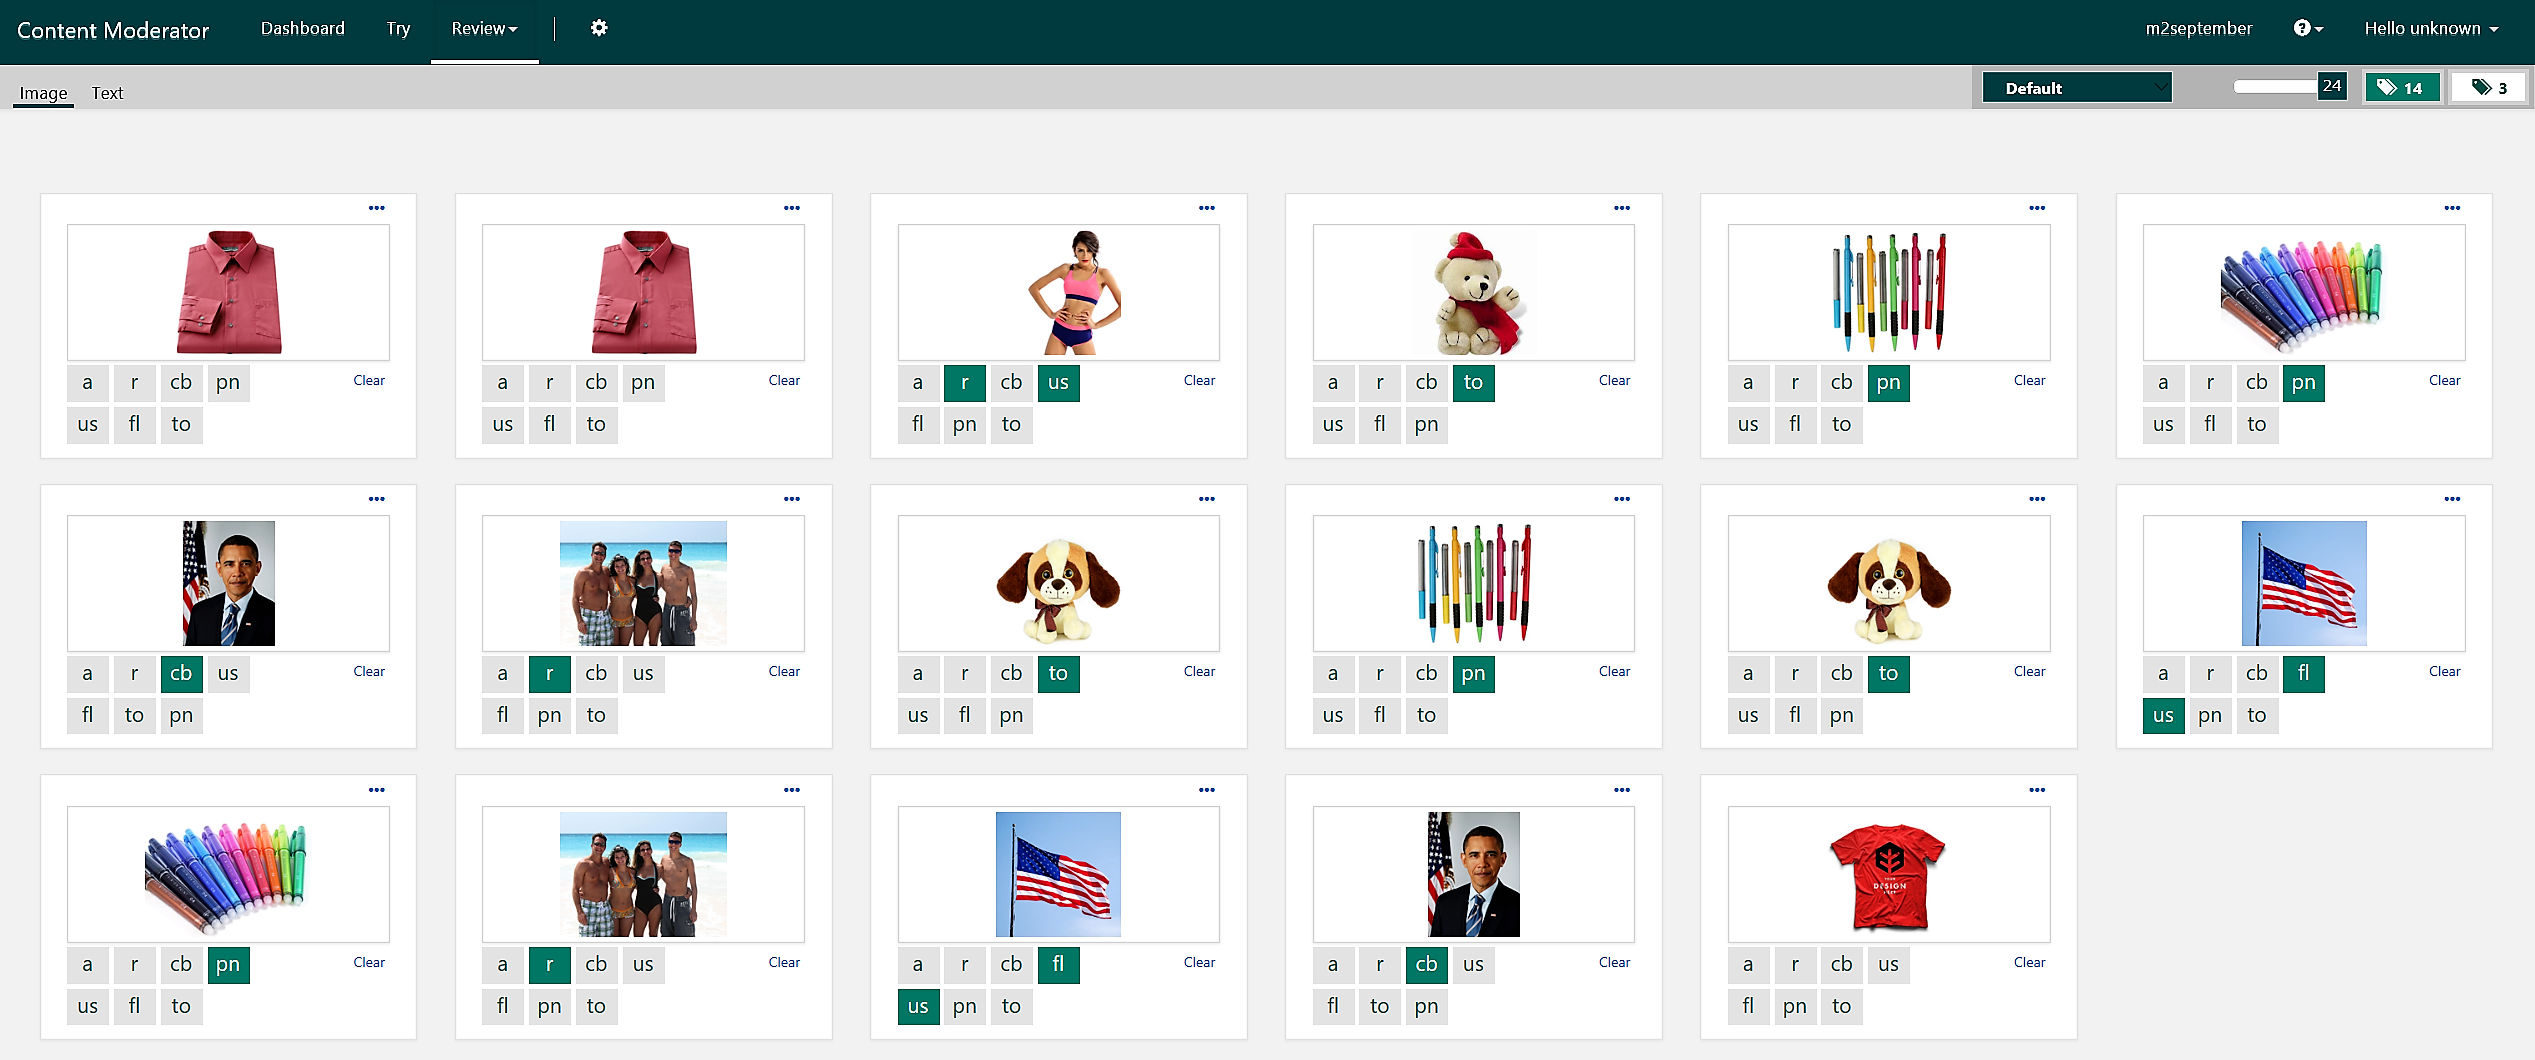 Content Moderator Dashboard Try Review m2september ? Hello unknown
Image Text Default 24 14 3
a r cb pn Clear
us fl to
a r cb pn Clear
us fl to
a r cb us Clear
fl pn to
a r cb to Clear
us fl pn
a r cb pn Clear
us fl to
a r cb pn Clear
us fl to
a r cb us Clear
fl to pn
a r cb us Clear
fl pn to
a r cb to Clear
us fl pn
a r cb pn Clear
us fl to
a r cb to Clear
us fl pn
a r cb fl Clear
us pn to
a r cb pn Clear
us fl to
a r cb us Clear
fl pn to
a r cb fl Clear
us pn to
a r cb us Clear
fl to pn
YOUR
DESIGN
a r cb us Clear
fl pn to